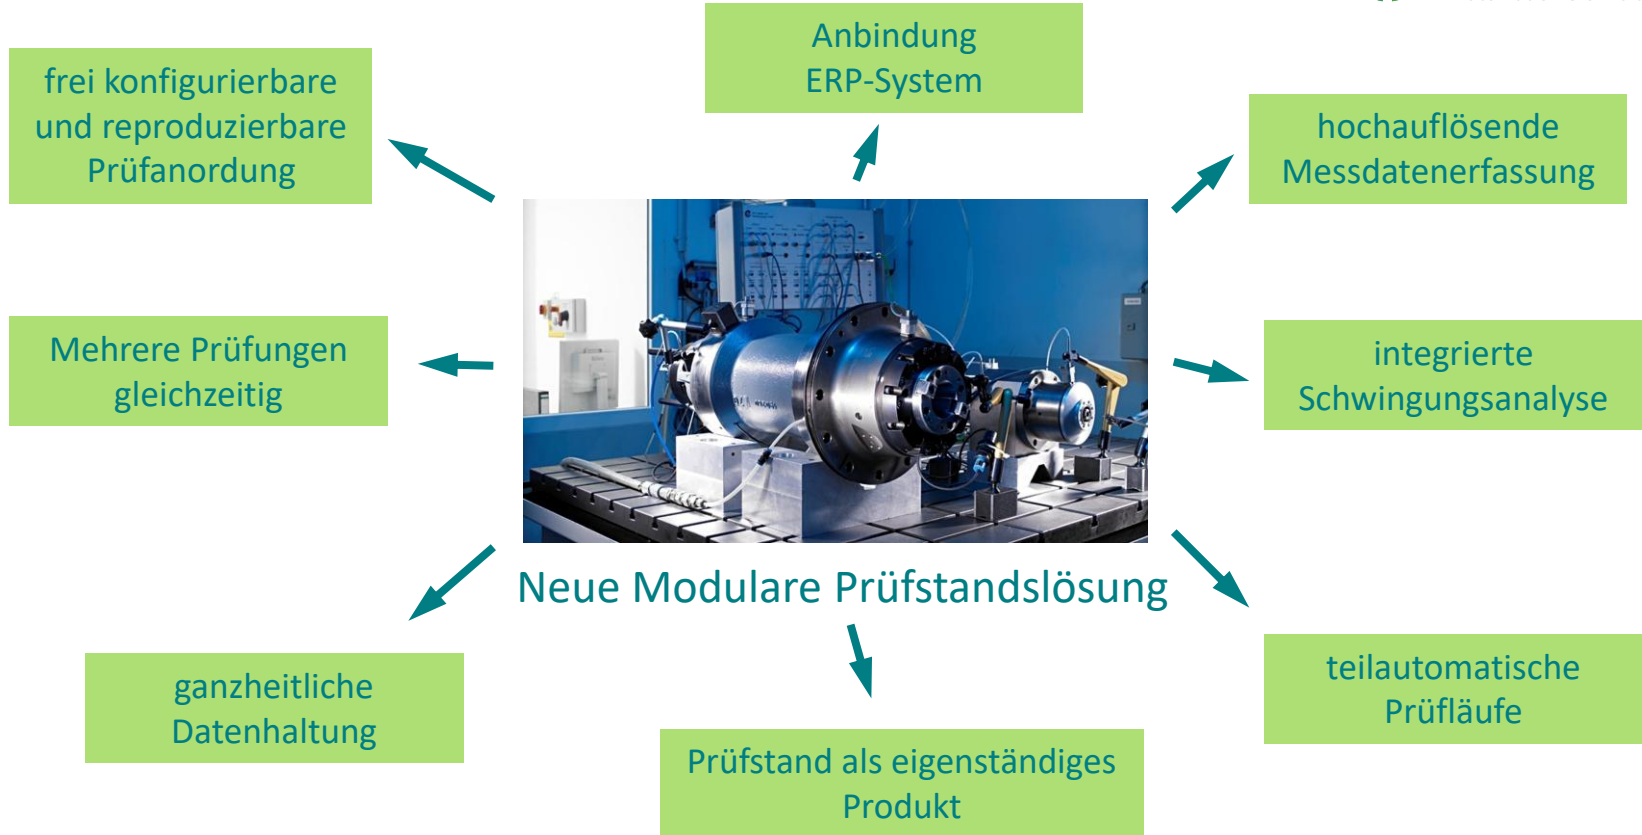 Anbindung
ERP-System
frei konfigurierbare
und reproduzierbare
Prüfanordung
hochauflösende
Messdatenerfassung
Mehrere Prüfungen
gleichzeitig
integrierte
Schwingungsanalyse
Neue Modulare Prüfstandslösung
ganzheitliche
Datenhaltung
teilautomatische
Prüfläufe
Prüfstand als eigenständiges
Produkt